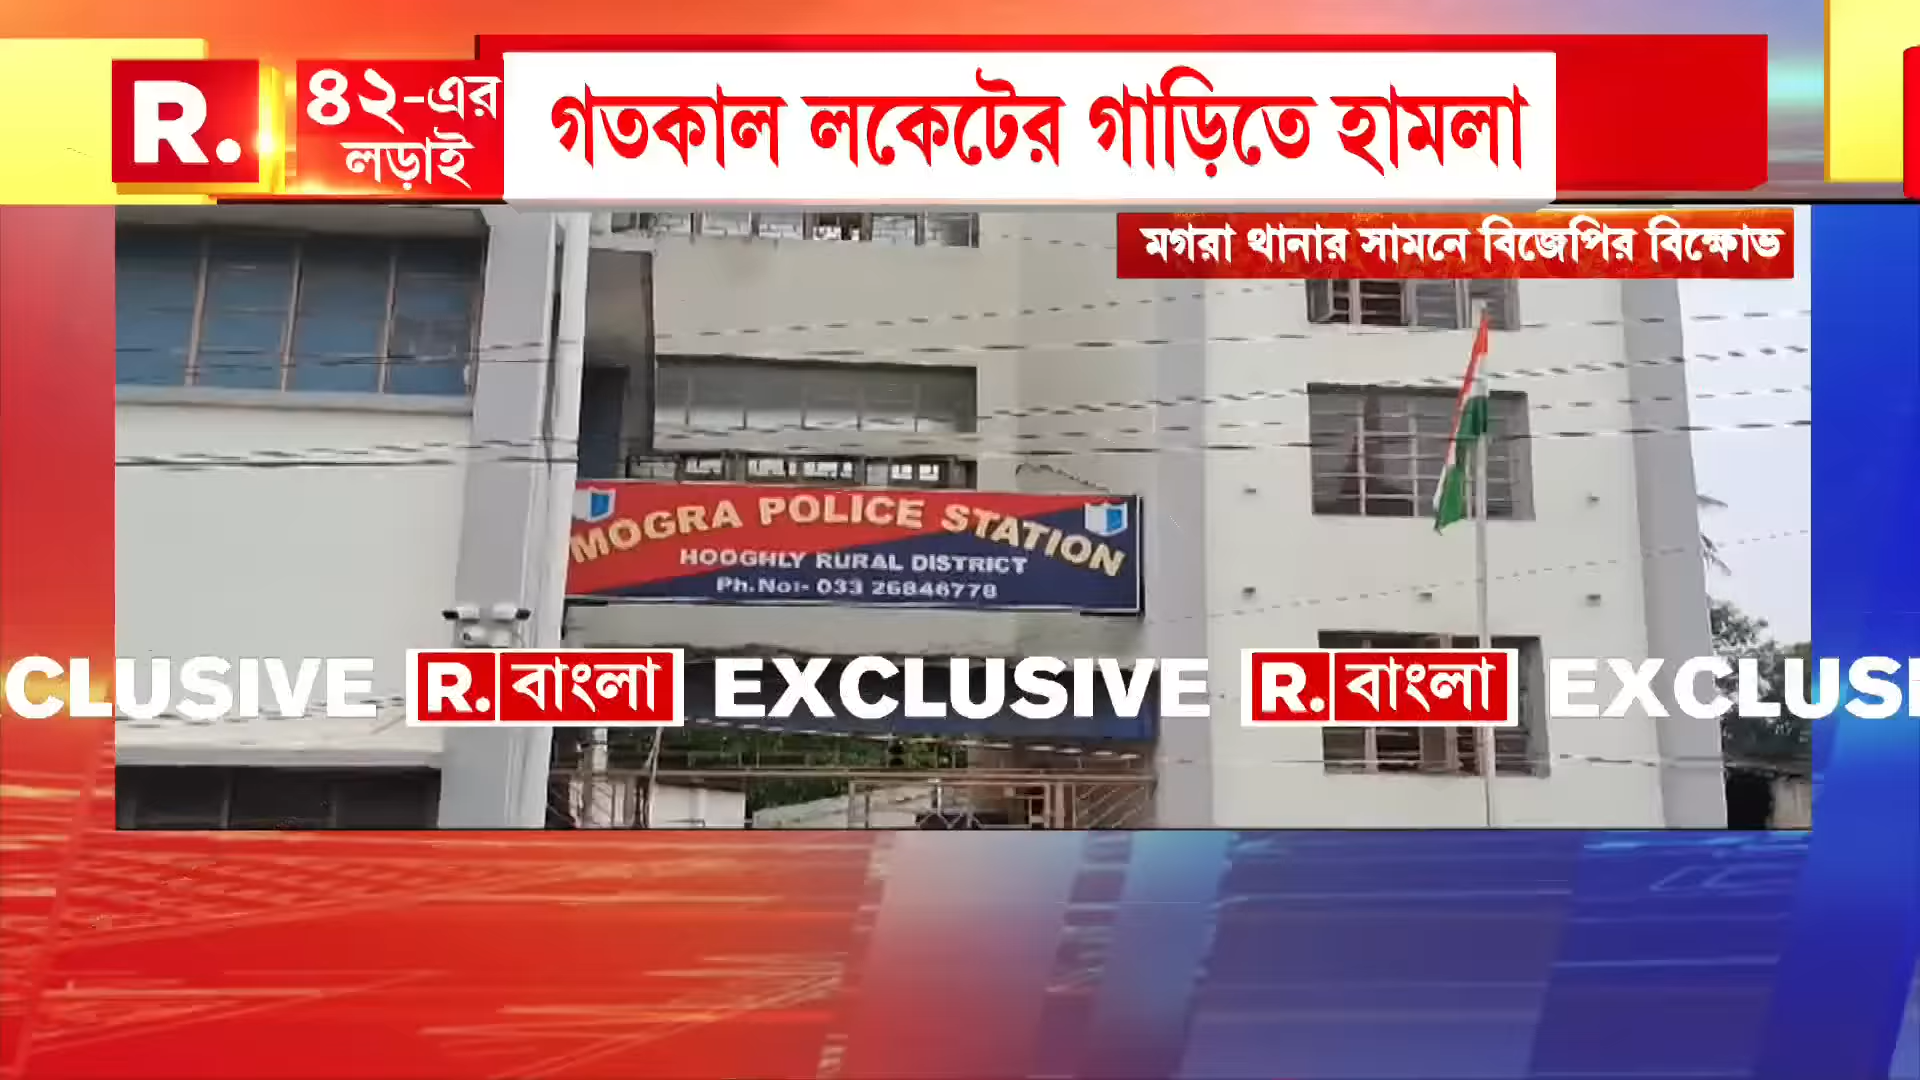 R.
৪২-এর
লড়াই
গতকাল লকেটের গাড়িতে হামলা
মগরা থানার সামনে বিজেপির বিক্ষোভ
MOGRA POLICE STATION
HOOGHLY RURAL DISTRICT
Ph.No:- 033 26846778
CLUSIVE R. বাংলা EXCLUSIVE R. বাংলা EXCLUSI